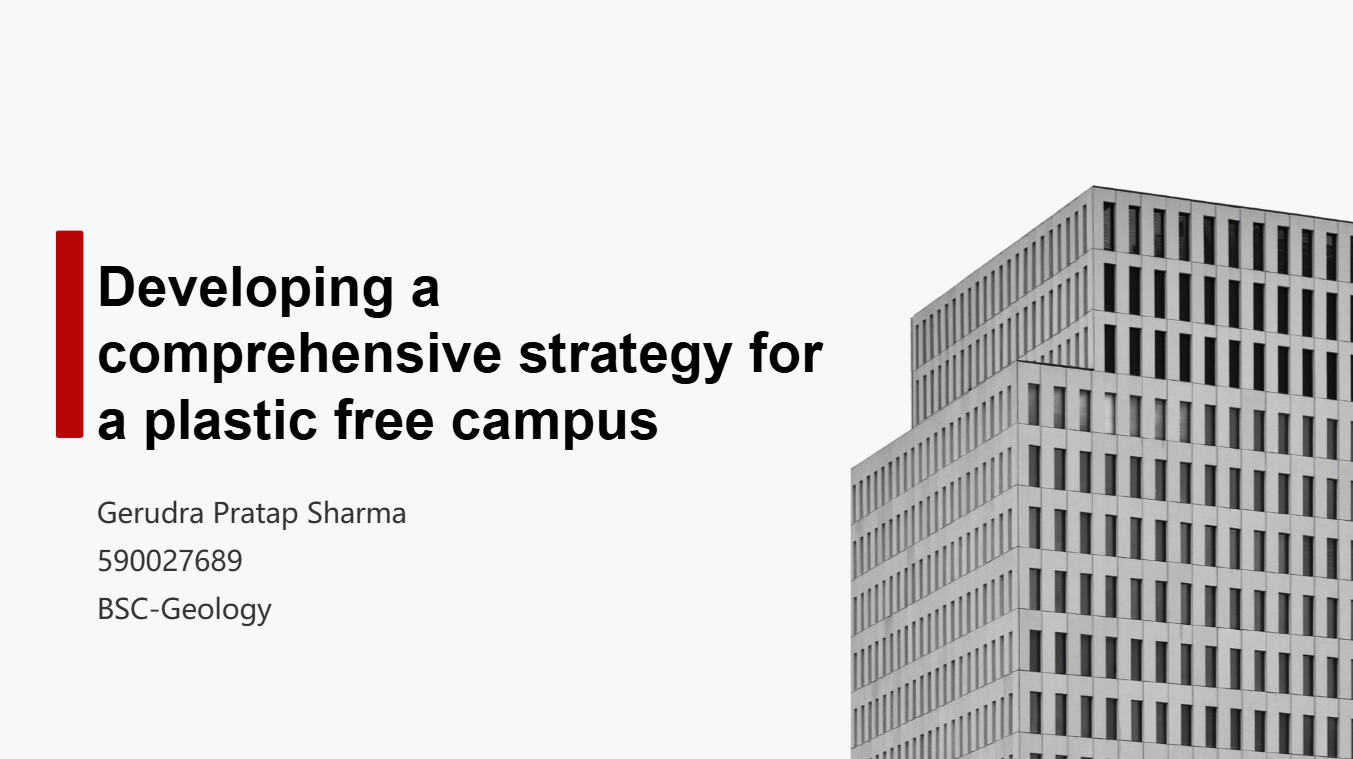 Developing a
comprehensive strategy for
a plastic free campus
Gerudra Pratap Sharma
590027689
BSC-Geology